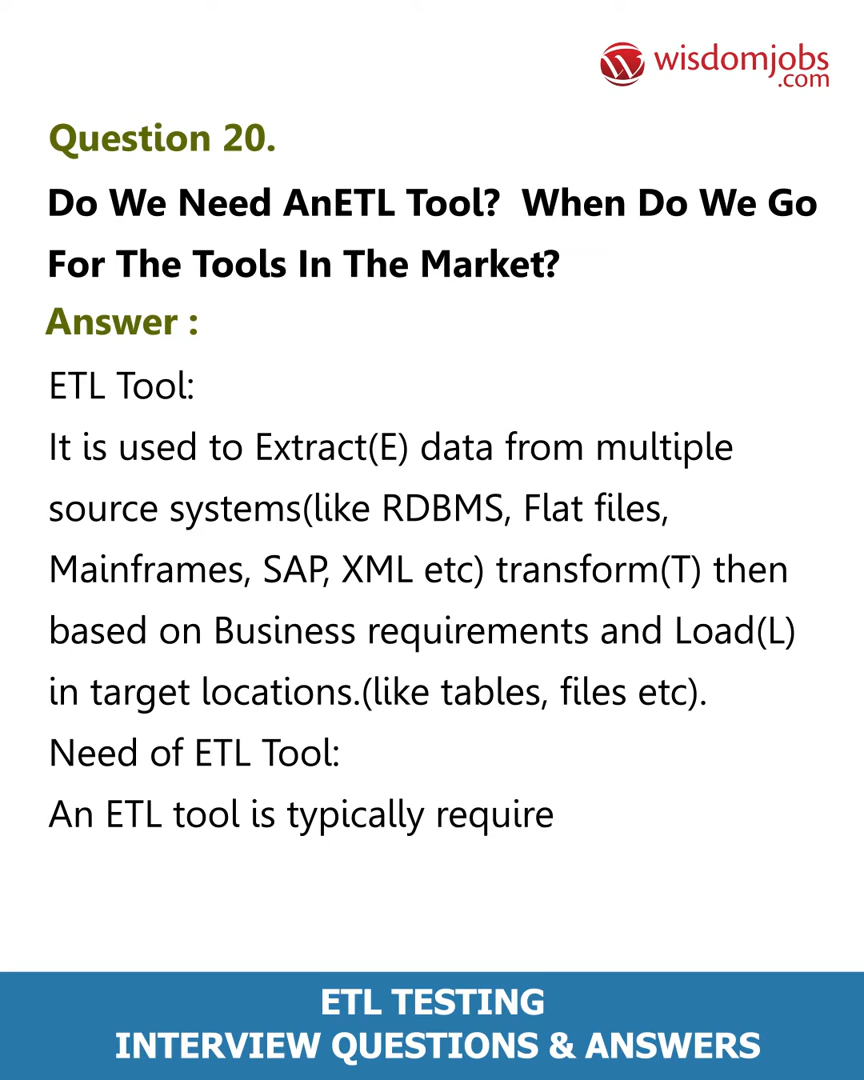 wisdomjobs
.com
Question 20.
Do We Need AnETL Tool?  When Do We Go
For The Tools In The Market?
Answer :
ETL Tool:
It is used to Extract(E) data from multiple
source systems(like RDBMS, Flat files,
Mainframes, SAP, XML etc) transform(T) then
based on Business requirements and Load(L)
in target locations.(like tables, files etc).
Need of ETL Tool:
An ETL tool is typically require
ETL TESTING
INTERVIEW QUESTIONS & ANSWERS